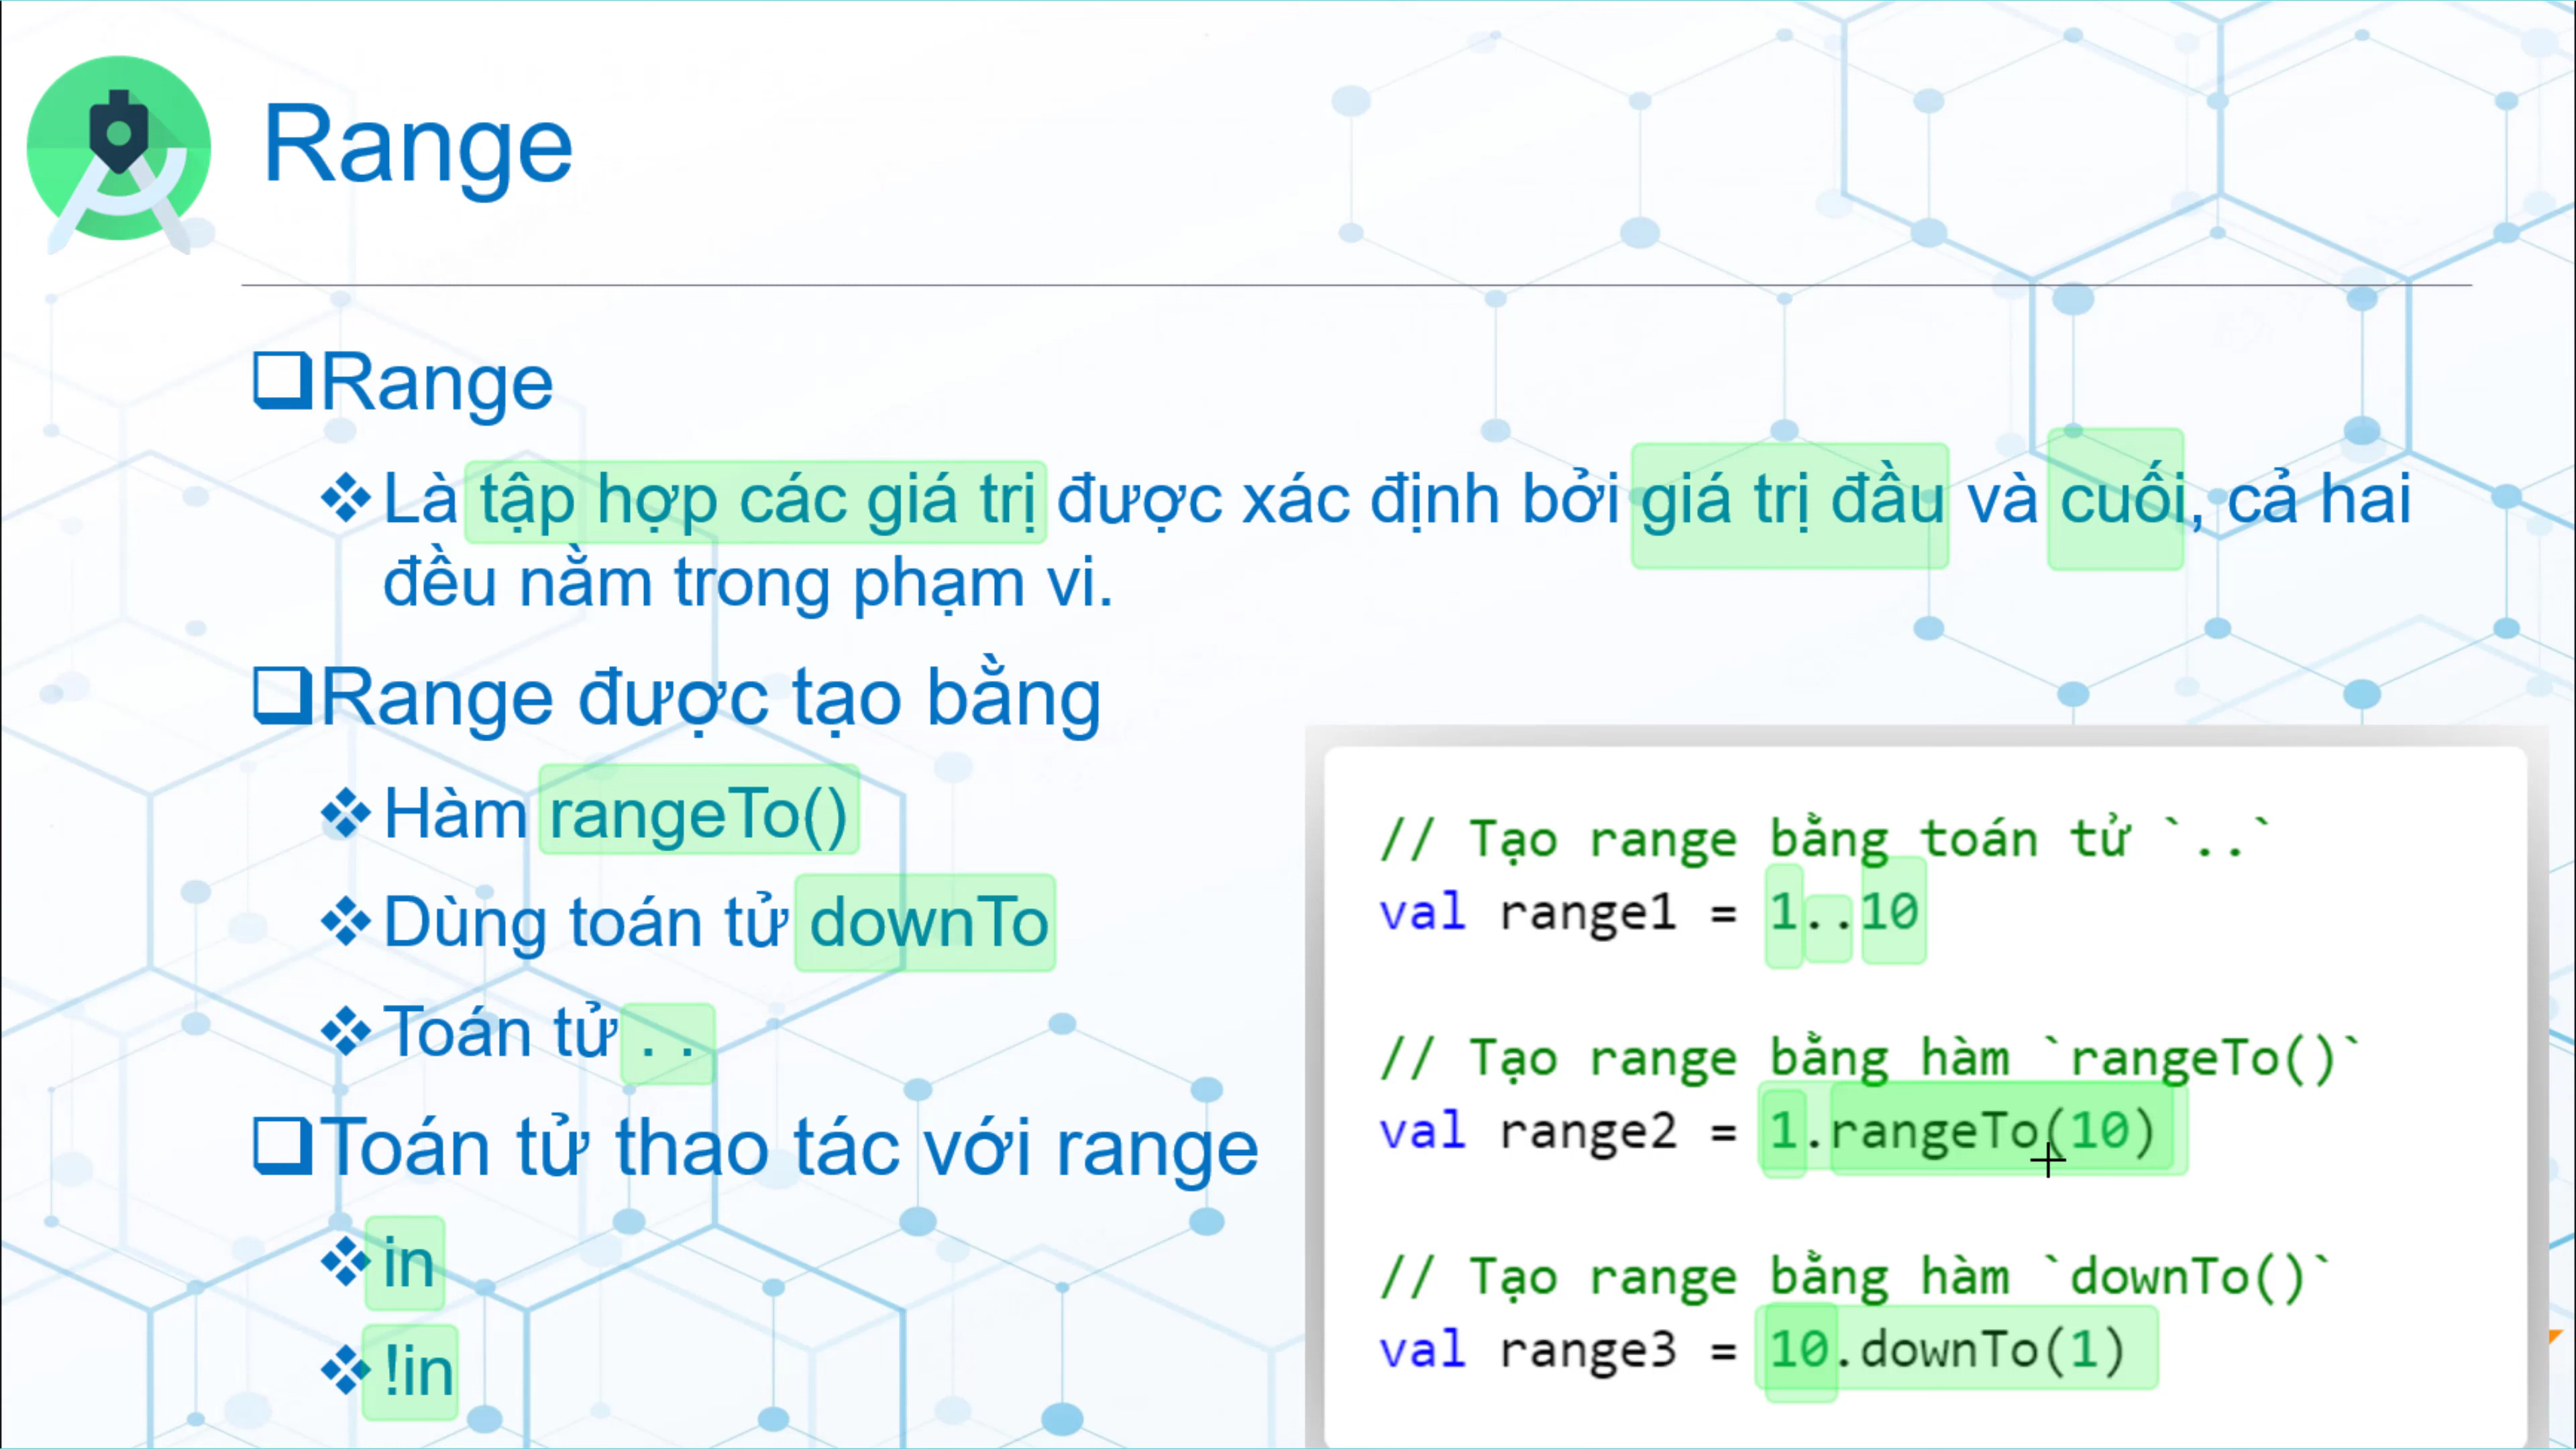 Range
Range
Là tập hợp các giá trị được xác định bởi giá trị đầu và cuối, cả hai
đều nằm trong phạm vi.
Range được tạo bằng
Hàm rangeTo()
Dùng toán tử downTo
Toán tử . .
Toán tử thao tác với range
in
!in
// Tạo range bằng toán tử `..`
val range1 = 1..10
// Tạo range bằng hàm `rangeTo()`
val range2 = 1.rangeTo(10)
// Tạo range bằng hàm `downTo()`
val range3 = 10.downTo(1)